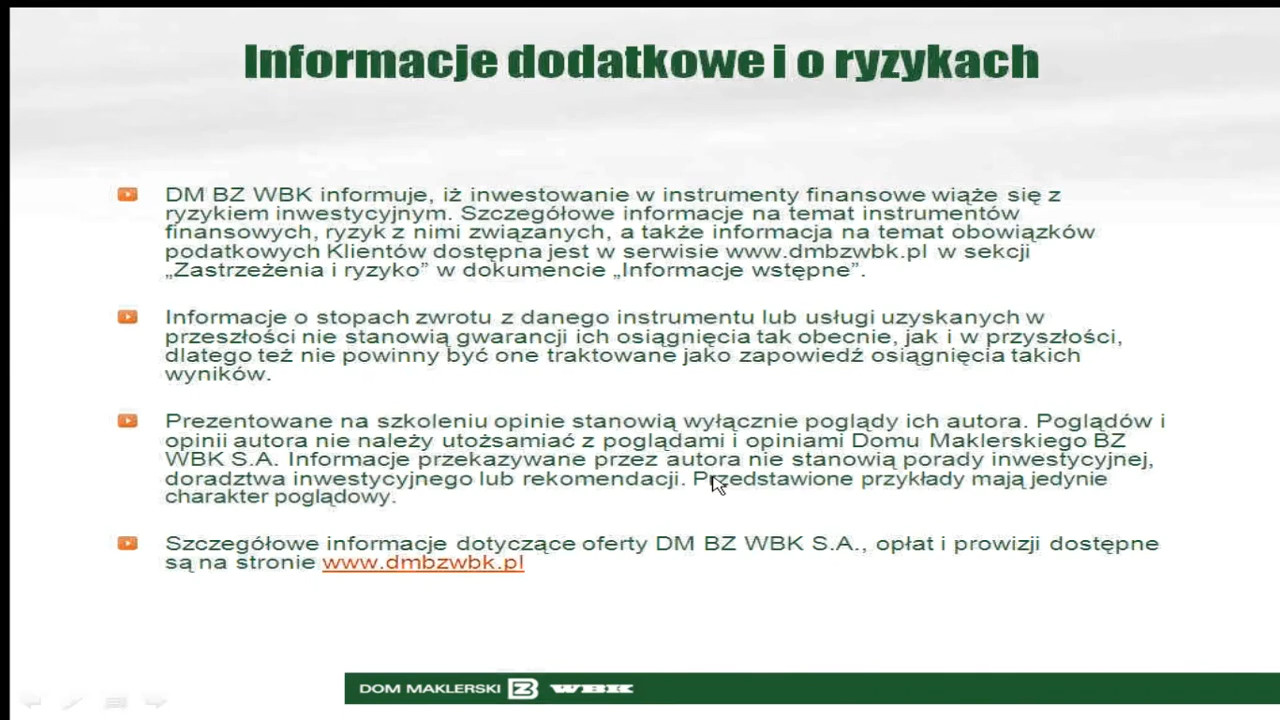 Informacje dodatkowe i o ryzykach
DM BZ WBK informuje, iż inwestowanie w instrumenty finansowe wiąże się z
ryzykiem inwestycyjnym. Szczegółowe informacje na temat instrumentów
finansowych, ryzyk z nimi związanych, a także informacja na temat obowiązków
podatkowych Klientów dostępna jest w serwisie www.dmbzwbk.pl w sekcji
„Zastrzeżenia i ryzyko” w dokumencie „Informacje wstępne”.
Informacje o stopach zwrotu z danego instrumentu lub usługi uzyskanych w
przeszłości nie stanowią gwarancji ich osiągnięcia tak obecnie, jak i w przyszłości,
dlatego też nie powinny być one traktowane jako zapowiedź osiągnięcia takich
wyników.
Prezentowane na szkoleniu opinie stanowią wyłącznie poglądy ich autora. Poglądów i
opinii autora nie należy utożsamiać z poglądami i opiniami Domu Maklerskiego BZ
WBK S.A. Informacje przekazywane przez autora nie stanowią porady inwestycyjnej,
doradztwa inwestycyjnego lub rekomendacji. Przedstawione przykłady mają jedynie
charakter poglądowy.
Szczegółowe informacje dotyczące oferty DM BZ WBK S.A., opłat i prowizji dostępne
są na stronie www.dmbzwbk.pl
DOM MAKLERSKI BZ WBK